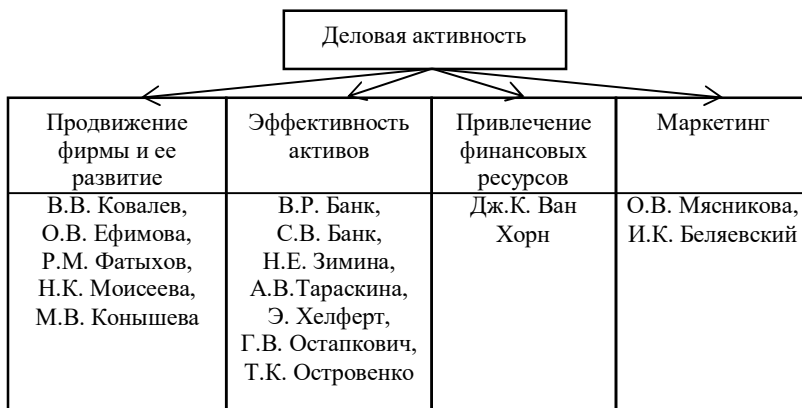 Деловая активность
Продвижение
фирмы и ее
развитие
Эффективность
активов
Привлечение
финансовых
ресурсов
Маркетинг
В.В. Ковалев,
О.В. Ефимова,
Р.М. Фатыхов,
Н.К. Моисеева,
М.В. Конышева
В.Р. Банк,
С.В. Банк,
Н.Е. Зимина,
А.В.Тараскина,
Э. Хелферт,
Г.В. Остапкович,
Т.К. Островенко
Дж.К. Ван
Хорн
О.В. Мясникова,
И.К. Беляевский